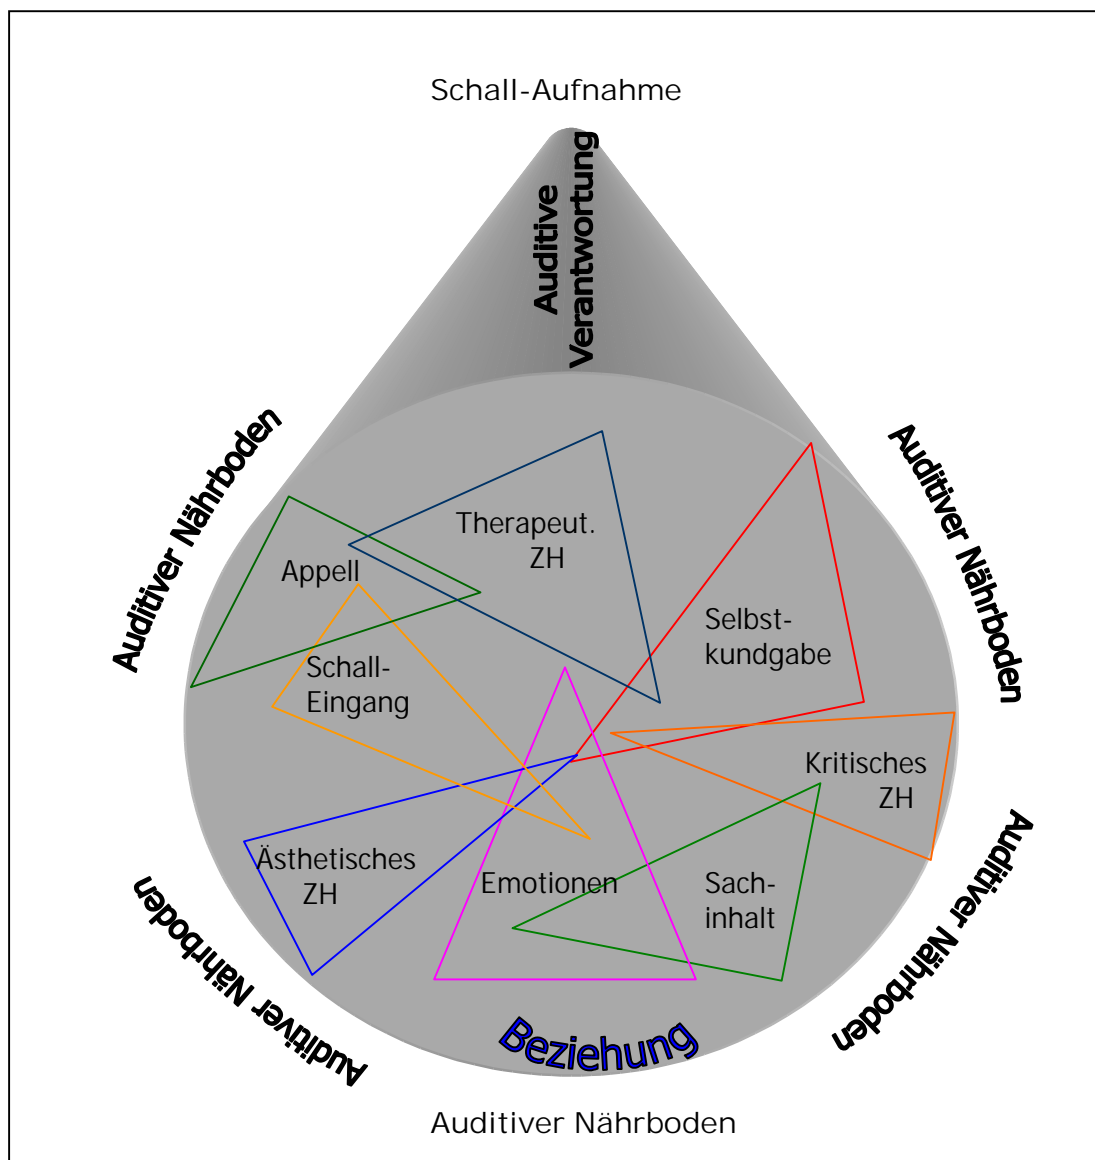 Schall-Aufnahme
Auditive
Verantwortung
Auditiver Nährboden
Auditiver Nährboden
Therapeut.
ZH
Appell
Selbst-
kundgabe
Schall-
Eingang
Kritisches
ZH
Ästhetisches
ZH
Emotionen
Sach-
inhalt
Auditiver Nährboden
Auditiver Nährboden
Beziehung
Auditiver Nährboden